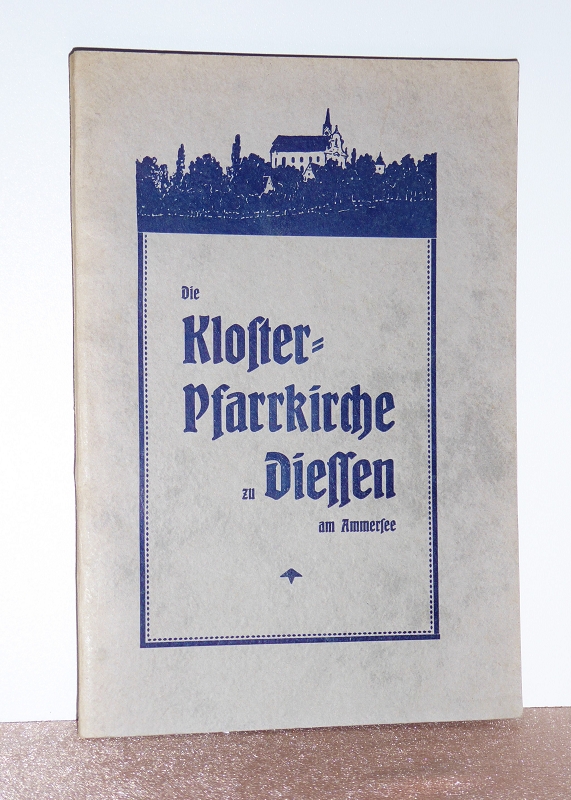 Die
Kloſter=
Pfarrkirche
zu Dieſſen
am Ammerſee